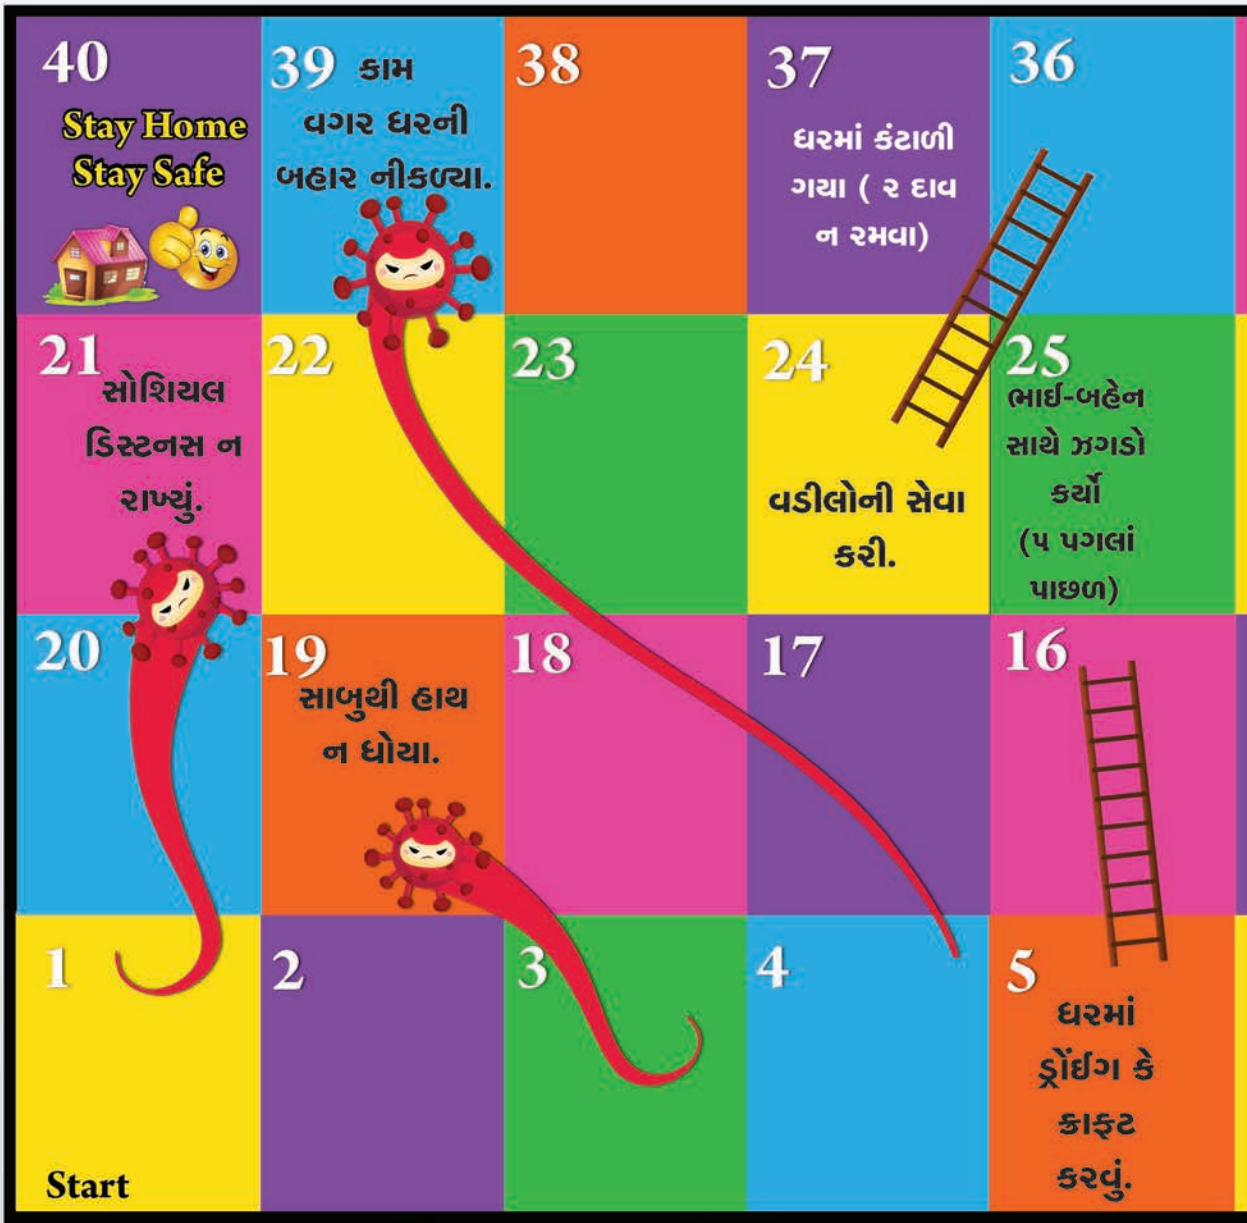 40
Stay Home
Stay Safe
39 કામ
વગર ઘરની
બહાર નીકળ્યા.
38
37
ઘરમાં કંટાળી
ગયા ( ૨ દાવ
ન રમવા)
36
21
સોશિયલ
ડિસ્ટનસ ન
રાખ્યું.
22
23
24
વડીલોની સેવા
કરી.
25
ભાઈ-બહેન
સાથે ઝગડો
કર્યો
(૫ પગલાં
પાછળ)
20
19
સાબુથી હાથ
ન ધોયા.
18
17
16
1
Start
2
3
4
5
ઘરમાં
ડ્રોંઈગ કે
ક્રાફટ
કરવું.